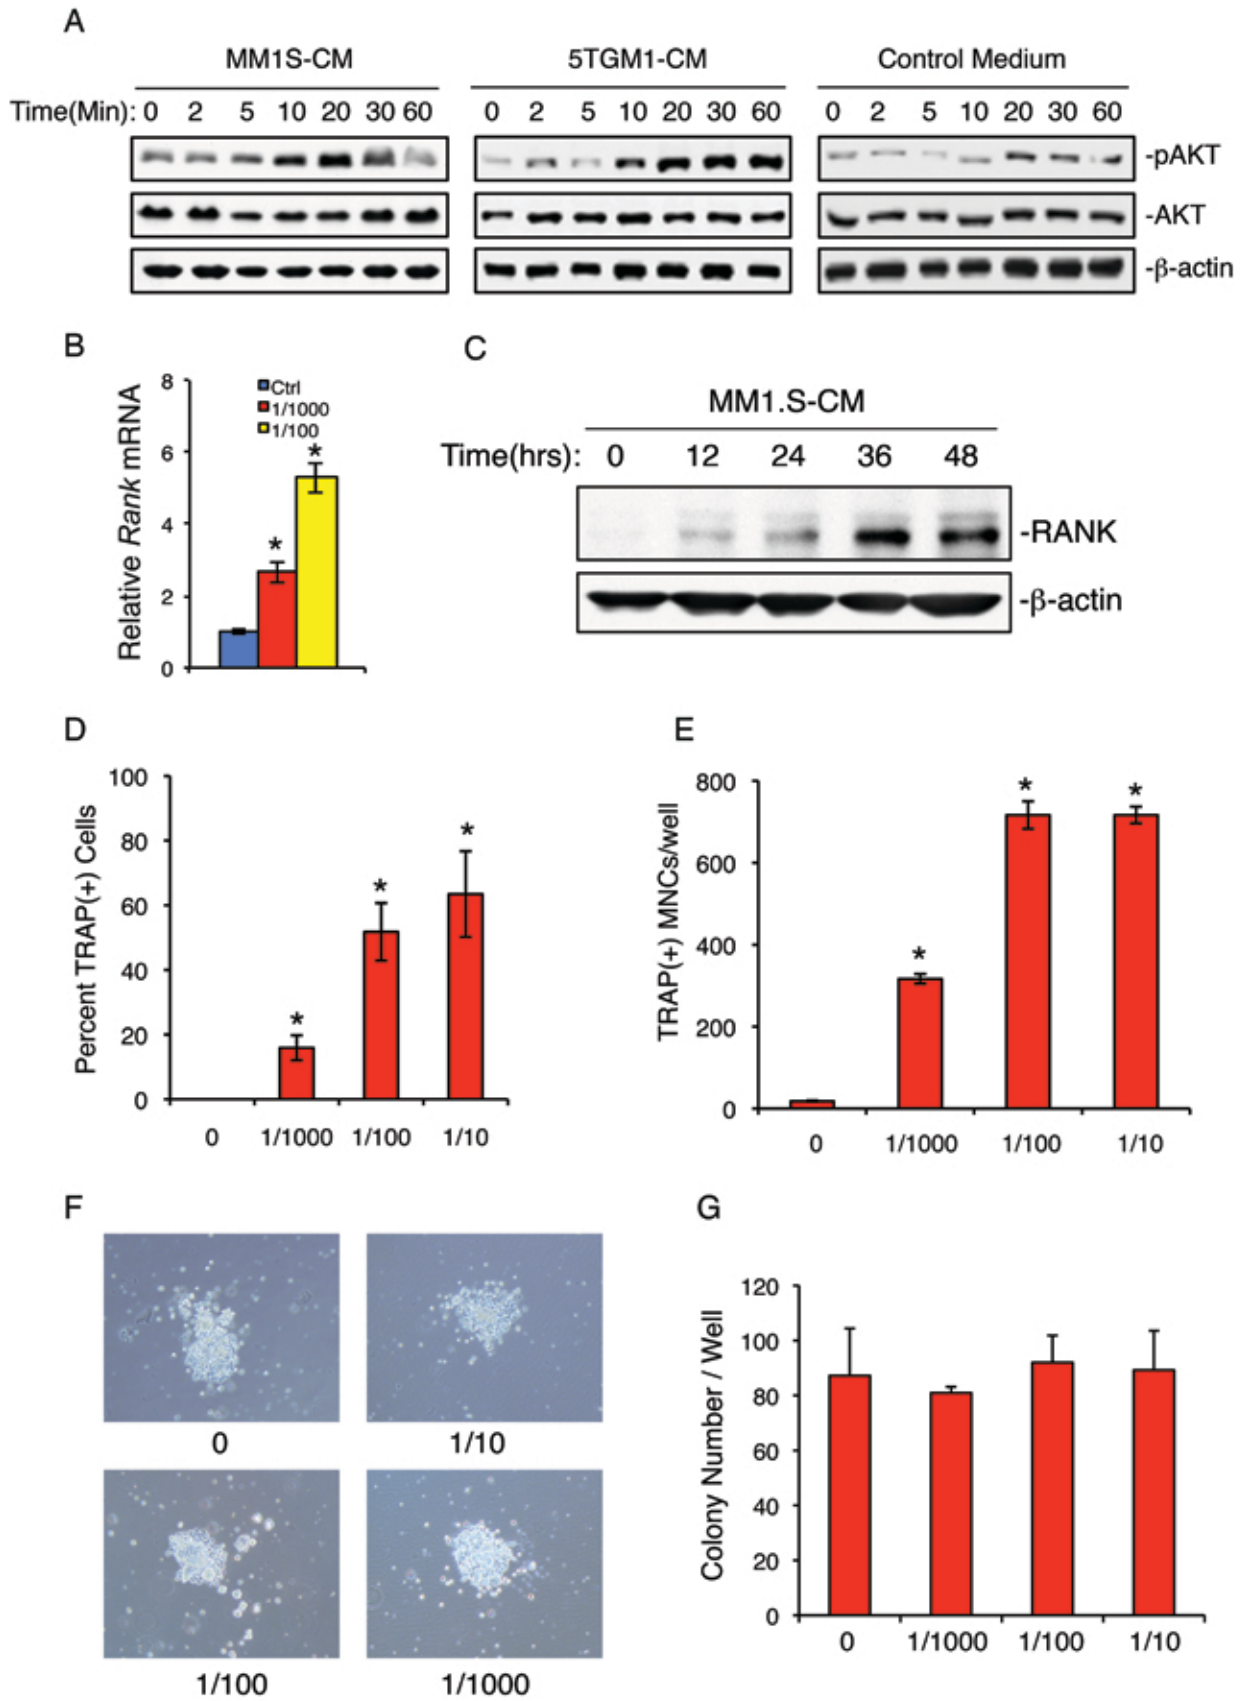 A
MM1S-CM
5TGM1-CM
Control Medium
Time(Min): 0 2 5 10 20 30 60
0 2 5 10 20 30 60
0 2 5 10 20 30 60
-pAKT
-AKT
-β-actin
B
Relative Rank mRNA
8
6
4
2
0
Ctrl
1/1000
1/100
*
*
C
MM1.S-CM
Time(hrs): 0 12 24 36 48
-RANK
-β-actin
D
Percent TRAP(+) Cells
100
80
60
40
20
0
*
*
*
0 1/1000 1/100 1/10
E
TRAP(+) MNCs/well
800
600
400
200
0
*
*
*
0 1/1000 1/100 1/10
F
0
1/10
1/100
1/1000
G
Colony Number / Well
120
100
80
60
40
20
0
0 1/1000 1/100 1/10